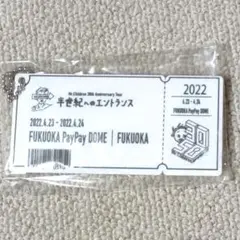 Mr.Children 30th Anniversary Tour
半世紀へのエントランス
2022.4.23 - 2022.4.24
FUKUOKA PayPay DOME | FUKUOKA
2022
4.23 - 4.24
FUKUOKA PayPay DOME